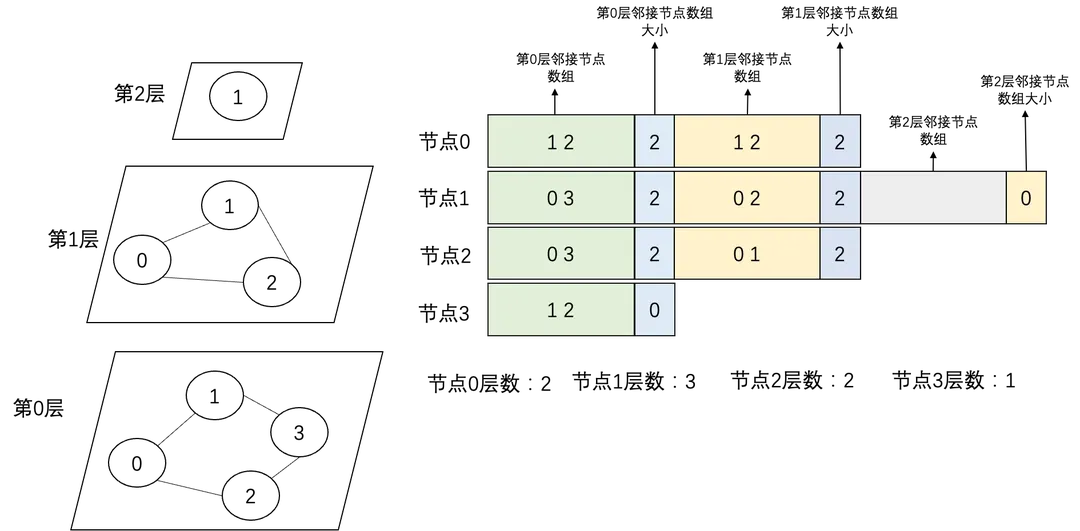 第2层
1
第1层
1
0
2
第0层
1
3
0
2
第0层邻接节点
数组
第0层邻接节点数组
大小
第1层邻接节点
数组
第1层邻接节点数组
大小
第2层邻接节点
数组
第2层邻接节点
数组大小
节点0 1 2 2 1 2 2
节点1 0 3 2 0 2 2 0
节点2 0 3 2 0 1 2
节点3 1 2 0
节点0层数：2 节点1层数：3 节点2层数：2 节点3层数：1